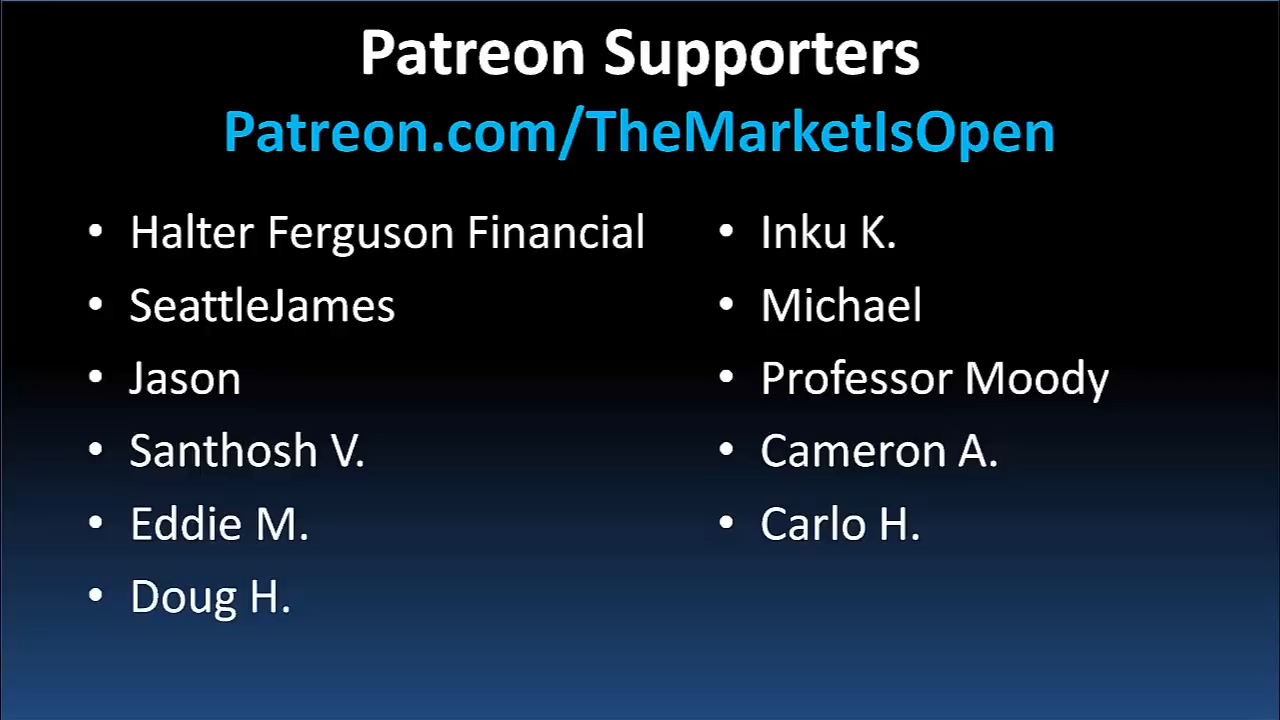 Patreon Supporters
Patreon.com/TheMarketIsOpen
• Halter Ferguson Financial
• SeattleJames
• Jason
• Santhosh V.
• Eddie M.
• Doug H.
• Inku K.
• Michael
• Professor Moody
• Cameron A.
• Carlo H.